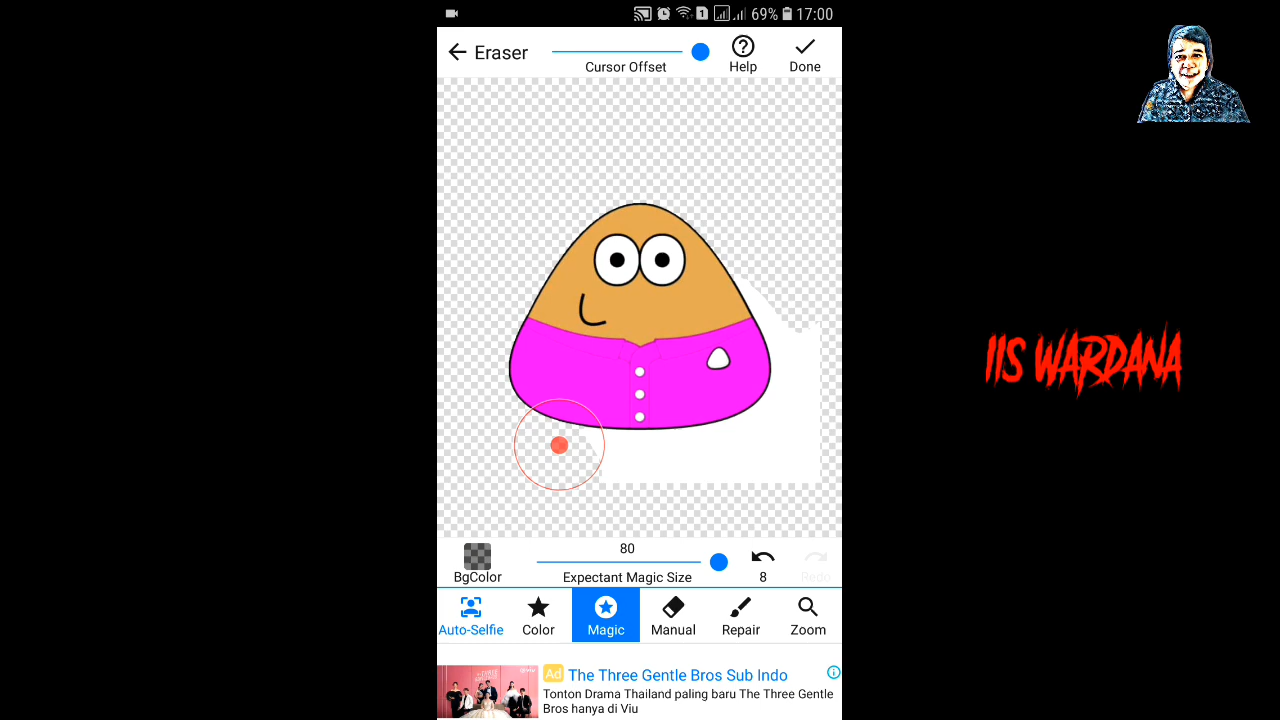 1 69% 17:00
Eraser
Cursor Offset
Help
Done
IIS WARDANA
80
BgColor
Expectant Magic Size
8
Redo
Auto-Selfie
Color
Magic
Manual
Repair
Zoom
Ad The Three Gentle Bros Sub Indo
Tonton Drama Thailand paling baru The Three Gentle
Bros hanya di Viu